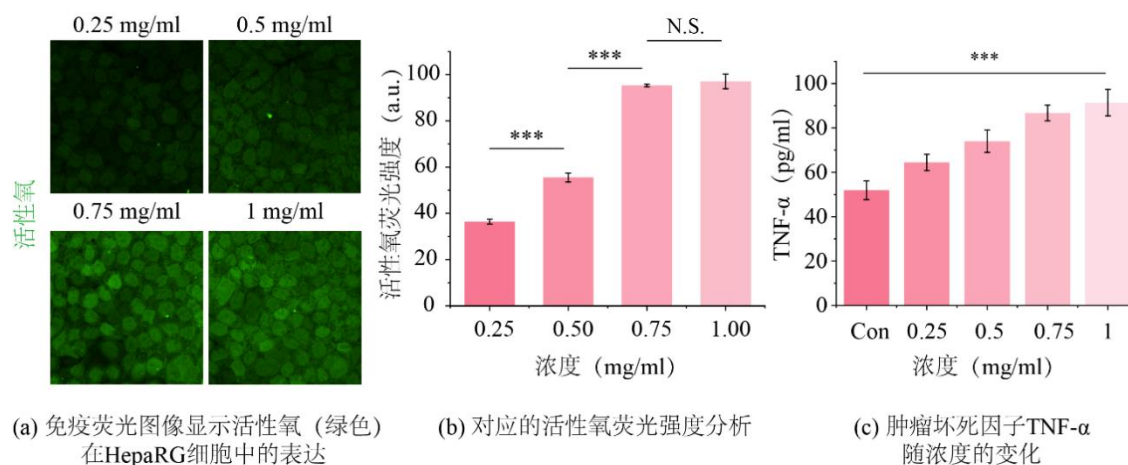 (a)
0.25 mg/ml
0.5 mg/ml
0.75 mg/ml
1 mg/ml
活性氧
(b)
N.S.
***
***
100
80
60
40
20
0
活性氧荧光强度（a.u.）
0.25
0.50
0.75
1.00
浓度（mg/ml）
(c)
***
100
80
60
40
20
0
TNF-α（pg/ml）
Con
0.25
0.5
0.75
1
浓度（mg/ml）
(a) 免疫荧光图像显示活性氧（绿色）
在HepaRG细胞中的表达
(b) 对应的活性氧荧光强度分析
(c) 肿瘤坏死因子TNF-α
随浓度的变化